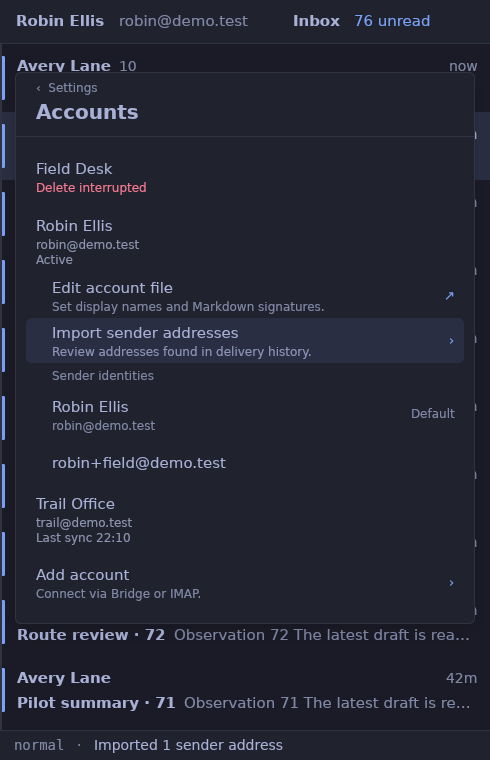 Robin Ellis robin@demo.test Inbox 76 unread
Avery Lane 10 now
‹ Settings
Accounts
Field Desk
Delete interrupted
Robin Ellis
robin@demo.test
Active
Edit account file ↗
Set display names and Markdown signatures.
Import sender addresses ›
Review addresses found in delivery history.
Sender identities
Robin Ellis Default
robin@demo.test
robin+field@demo.test
Trail Office
trail@demo.test
Last sync 22:10
Add account ›
Connect via Bridge or IMAP.
Route review · 72 Observation 72 The latest draft is rea…
Avery Lane 42m
Pilot summary · 71 Observation 71 The latest draft is re…
normal · Imported 1 sender address